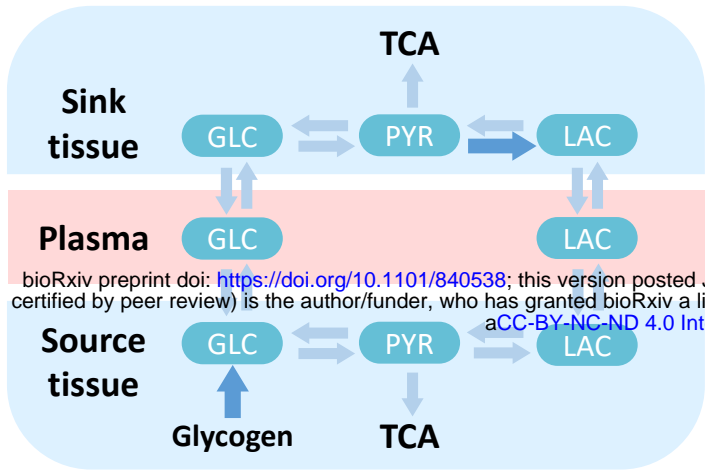 TCA
Sink
tissue
GLC PYR LAC
Plasma GLC LAC
bioRxiv preprint doi: https://doi.org/10.1101/840538; this version posted
certified by peer review) is the author/funder, who has granted bioRxiv a li
aCC-BY-NC-ND 4.0 Int
Source
tissue
GLC PYR LAC
Glycogen TCA